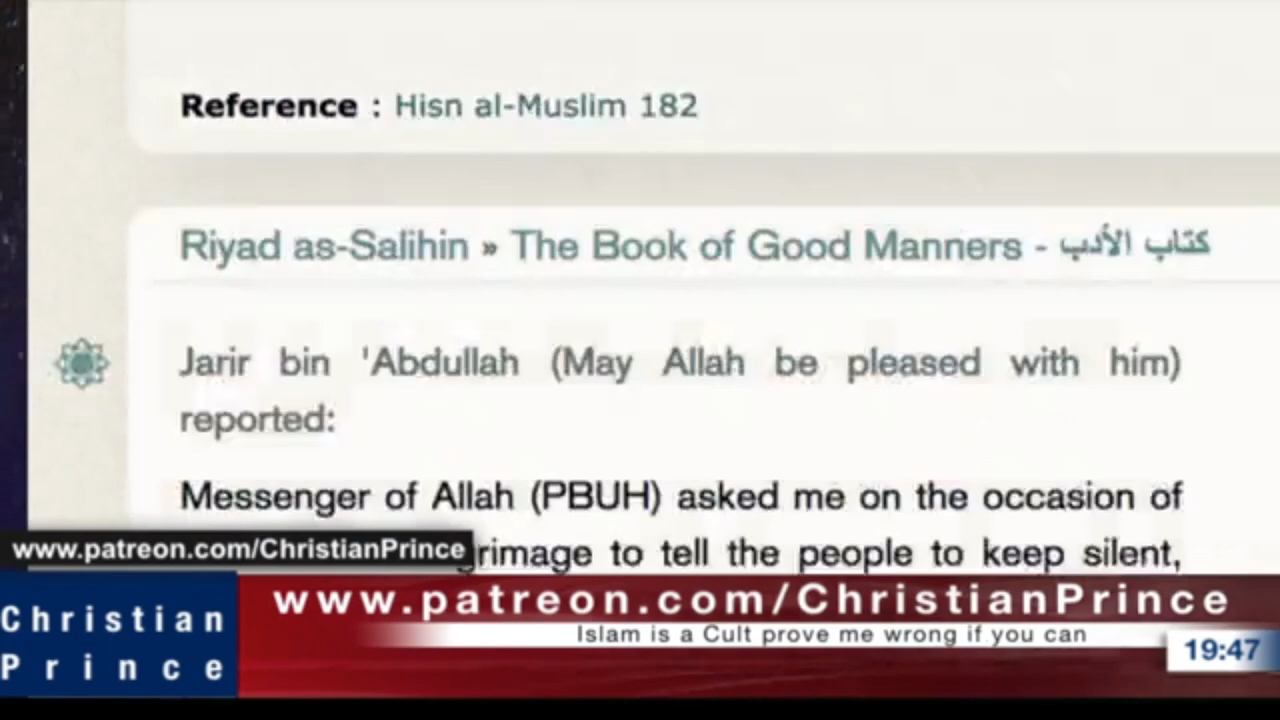 Reference : Hisn al-Muslim 182
Riyad as-Salihin » The Book of Good Manners - كتاب الأدب
Jarir bin 'Abdullah (May Allah be pleased with him)
reported:
Messenger of Allah (PBUH) asked me on the occasion of
to tell the people to keep silent,
www.patreon.com/ChristianPrince
www.patreon.com/ChristianPrince
Islam is a Cult prove me wrong if you can
Christian
Prince
19:47